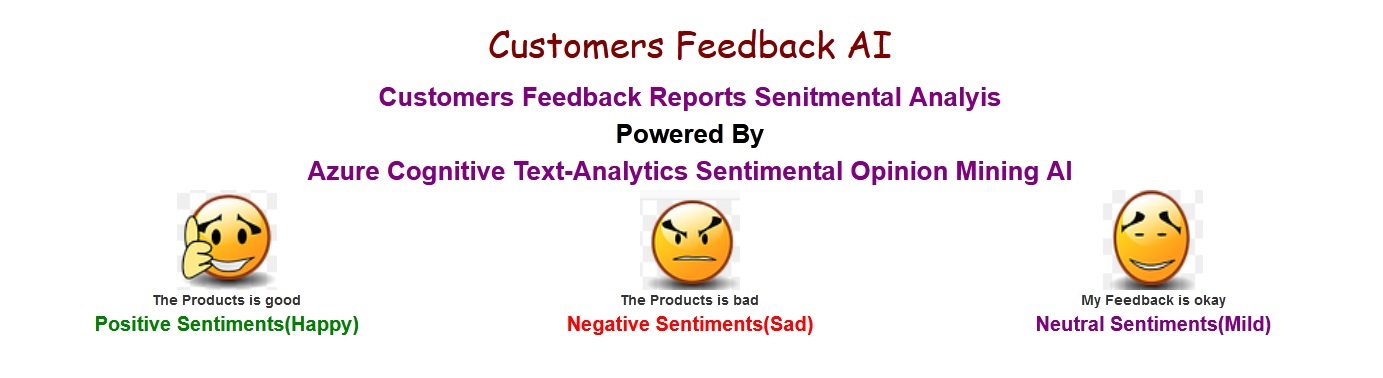 Customers Feedback AI
Customers Feedback Reports Senitmental Analyis
Powered By
Azure Cognitive Text-Analytics Sentimental Opinion Mining AI
The Products is good
Positive Sentiments(Happy)
The Products is bad
Negative Sentiments(Sad)
My Feedback is okay
Neutral Sentiments(Mild)